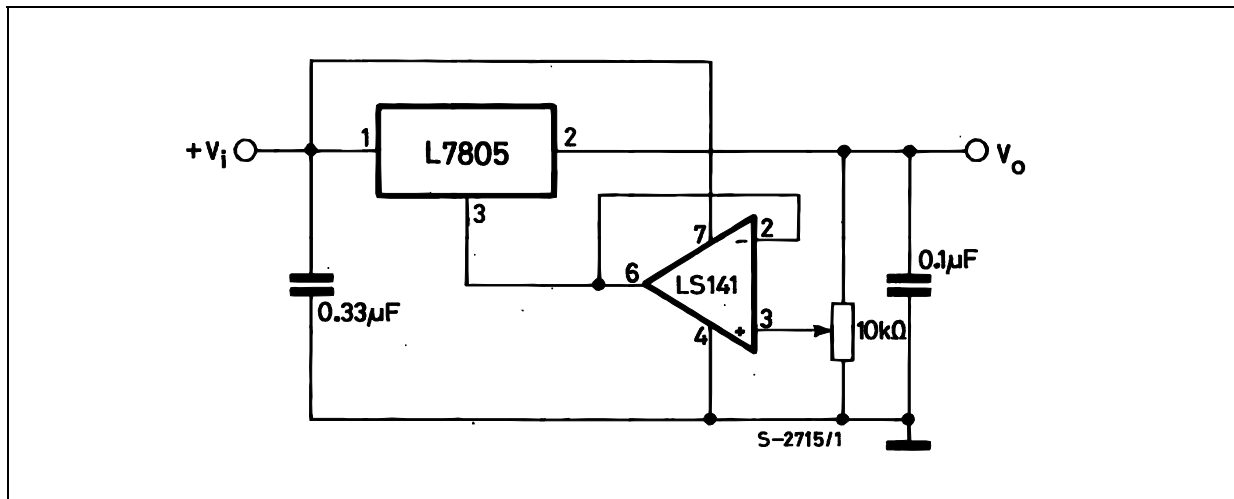 +Vi
1
L7805
2
Vo
3
7
2
-
6
LS141
0.1µF
0.33µF
4
+
3
10kΩ
S-2715/1